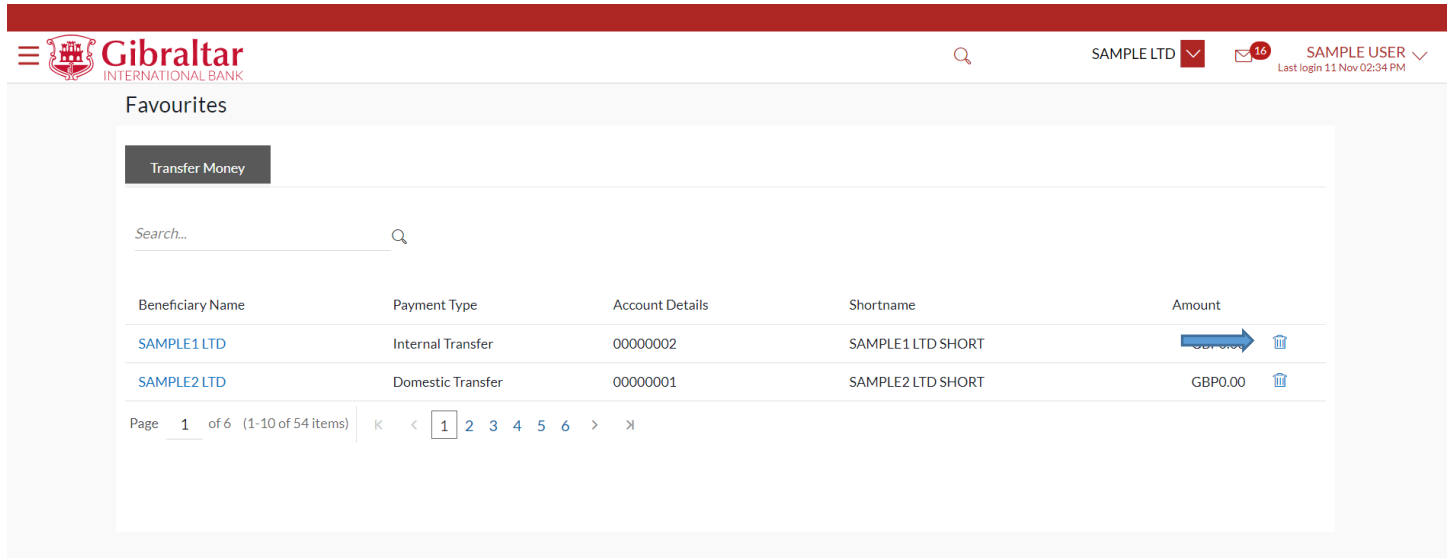 Gibraltar
INTERNATIONAL BANK
SAMPLE LTD
16
SAMPLE USER
Last login 11 Nov 02:34 PM
Favourites
Transfer Money
Search...
Beneficiary Name Payment Type Account Details Shortname Amount
SAMPLE1 LTD Internal Transfer 00000002 SAMPLE1 LTD SHORT
SAMPLE2 LTD Domestic Transfer 00000001 SAMPLE2 LTD SHORT GBP0.00
Page 1 of 6 (1-10 of 54 items) 1 2 3 4 5 6